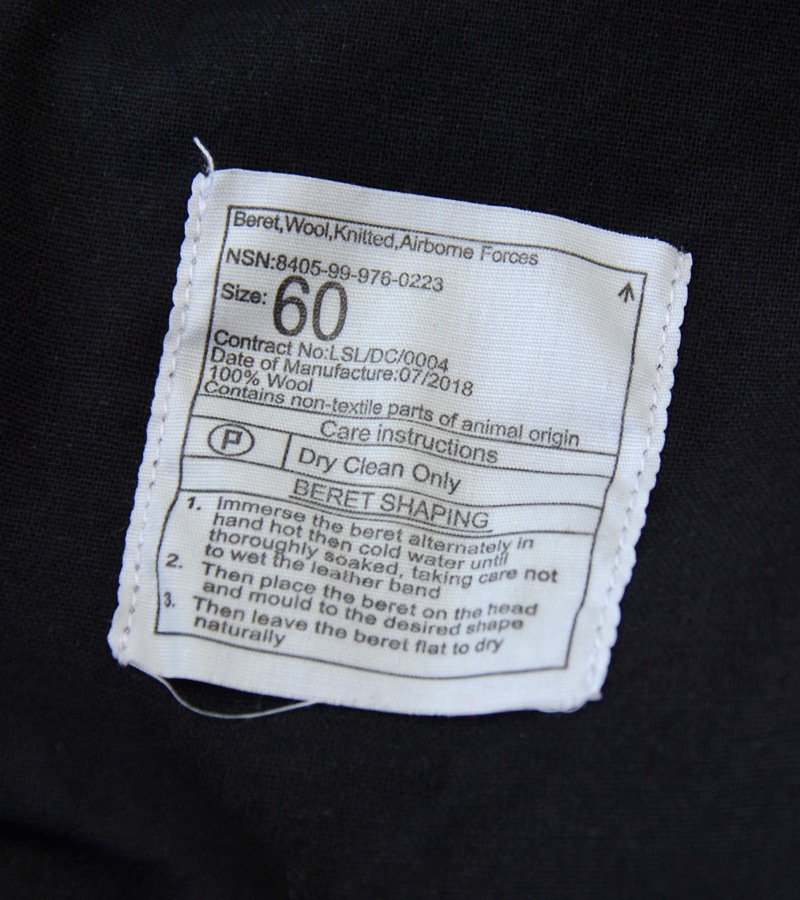 Beret,Wool,Knitted,Airborne Forces
NSN:8405-99-976-0223
Size: 60
Contract No:LSL/DC/0004
Date of Manufacture:07/2018
100% Wool
Contains non-textile parts of animal origin
Care instructions
P Dry Clean Only
BERET SHAPING
1. Immerse the beret alternately in
hand hot then cold water until
thoroughly soaked, taking care not
to wet the leather band
2. Then place the beret on the head
and mould to the desired shape
3. Then leave the beret flat to dry
naturally